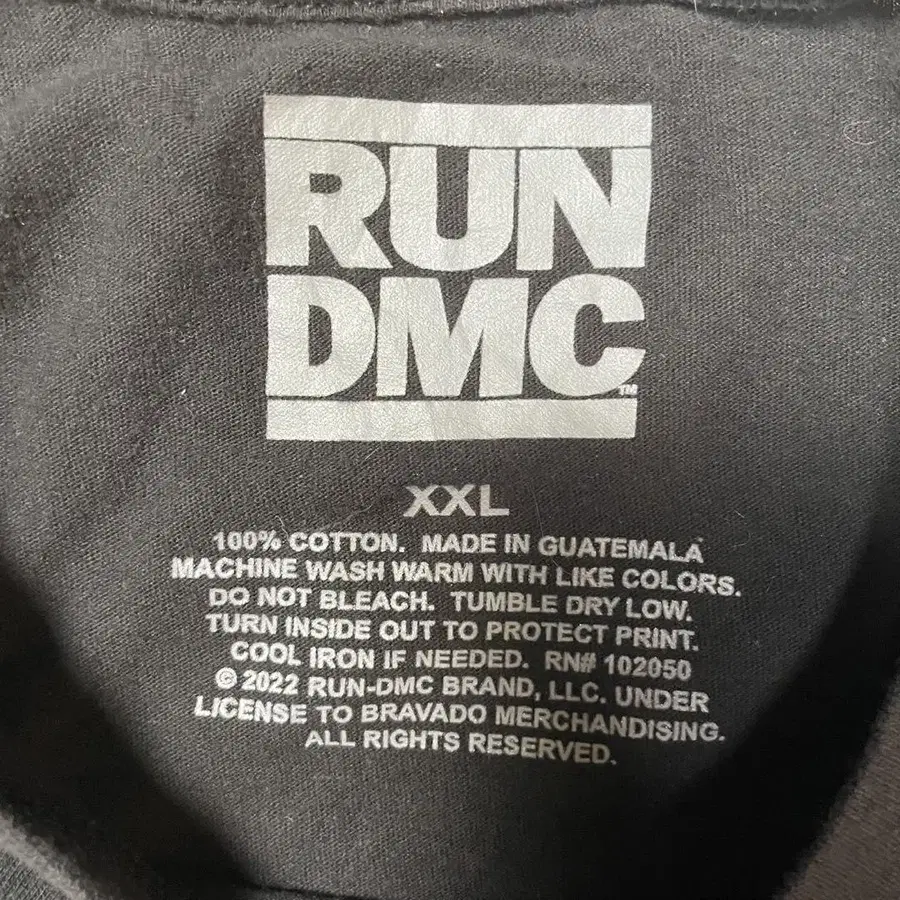 RUN
DMC™
XXL
100% COTTON. MADE IN GUATEMALA
MACHINE WASH WARM WITH LIKE COLORS.
DO NOT BLEACH. TUMBLE DRY LOW.
TURN INSIDE OUT TO PROTECT PRINT.
COOL IRON IF NEEDED. RN# 102050
© 2022 RUN-DMC BRAND, LLC. UNDER
LICENSE TO BRAVADO MERCHANDISING.
ALL RIGHTS RESERVED.